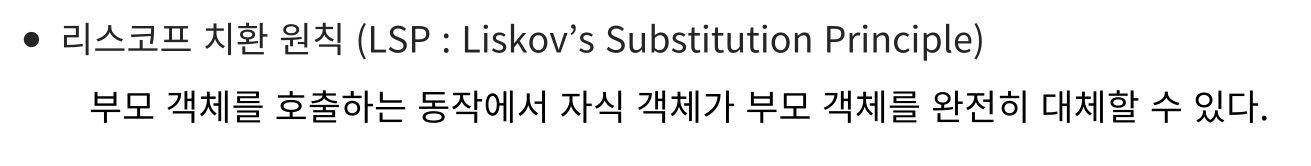 • 리스코프 치환 원칙 (LSP : Liskov’s Substitution Principle)
부모 객체를 호출하는 동작에서 자식 객체가 부모 객체를 완전히 대체할 수 있다.